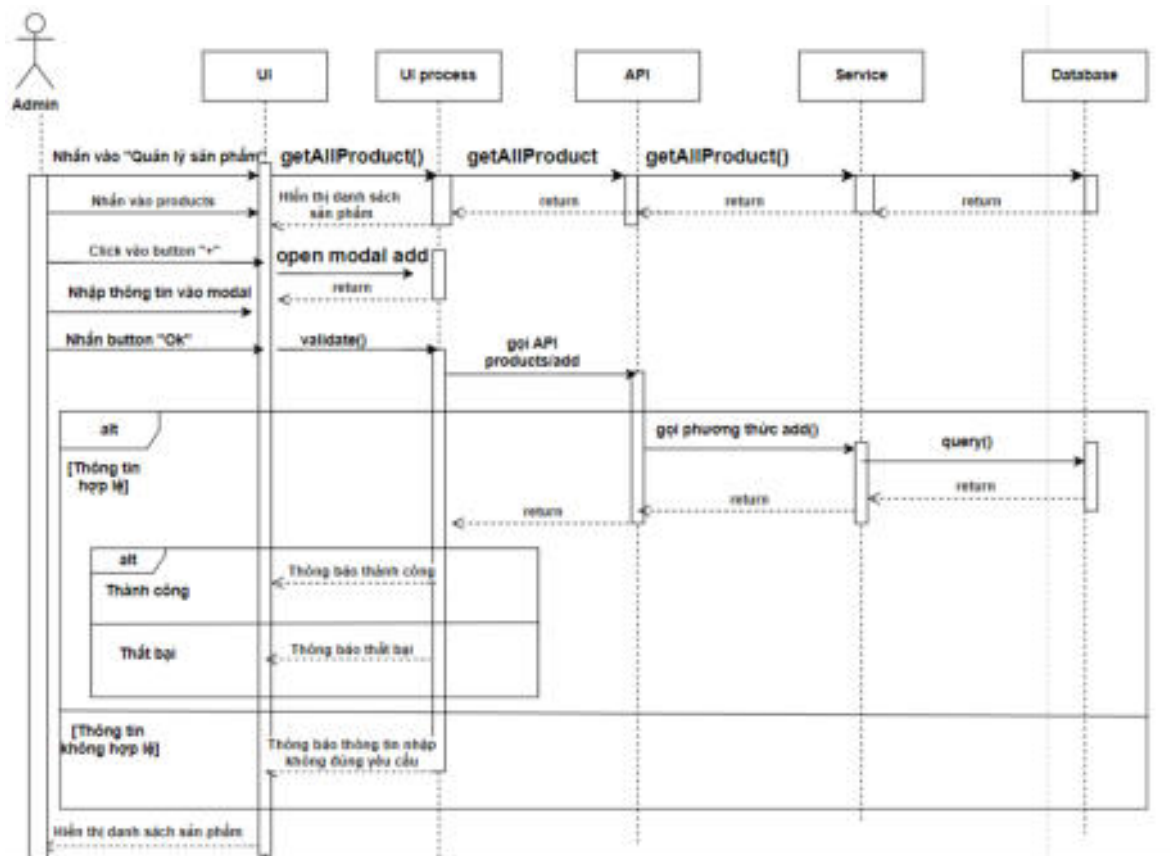 Admin
UI
UI process
API
Service
Database
Nhấn vào "Quản lý sản phẩm"
getAllProduct()
getAllProduct
getAllProduct()
Nhấn vào products
Hiển thị danh sách
sản phẩm
return
return
return
Click vào button "+"
open modal add
return
Nhập thông tin vào modal
Nhấn button "Ok"
validate()
gọi API
products/add
alt
[Thông tin
hợp lệ]
gọi phương thức add()
query()
return
return
return
alt
Thành công
Thông báo thành công
Thất bại
Thông báo thất bại
[Thông tin
không hợp lệ]
Thông báo thông tin nhập
không đúng yêu cầu
Hiển thị danh sách sản phẩm